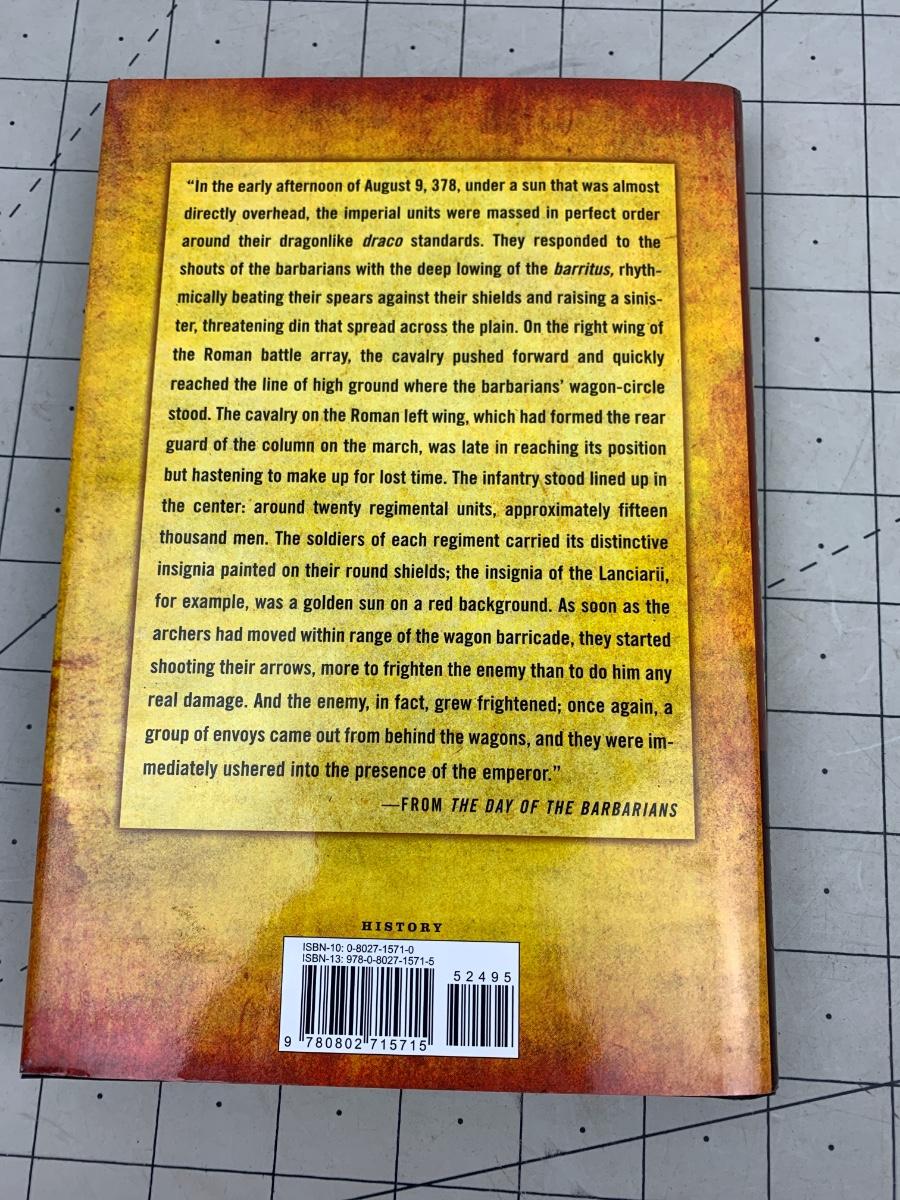 “In the early afternoon of August 9, 378, under a sun that was almost
directly overhead, the imperial units were massed in perfect order
around their dragonlike draco standards. They responded to the
shouts of the barbarians with the deep lowing of the barritus, rhyth-
mically beating their spears against their shields and raising a sinis-
ter, threatening din that spread across the plain. On the right wing of
the Roman battle array, the cavalry pushed forward and quickly
reached the line of high ground where the barbarians’ wagon-circle
stood. The cavalry on the Roman left wing, which had formed the rear
guard of the column on the march, was late in reaching its position
but hastening to make up for lost time. The infantry stood lined up in
the center: around twenty regimental units, approximately fifteen
thousand men. The soldiers of each regiment carried its distinctive
insignia painted on their round shields; the insignia of the Lanciarii,
for example, was a golden sun on a red background. As soon as the
archers had moved within range of the wagon barricade, they started
shooting their arrows, more to frighten the enemy than to do him any
real damage. And the enemy, in fact, grew frightened; once again, a
group of envoys came out from behind the wagons, and they were im-
mediately ushered into the presence of the emperor.”
—FROM THE DAY OF THE BARBARIANS
HISTORY
ISBN-10: 0-8027-1571-0
ISBN-13: 978-0-8027-1571-5
52495
9 780802 715715